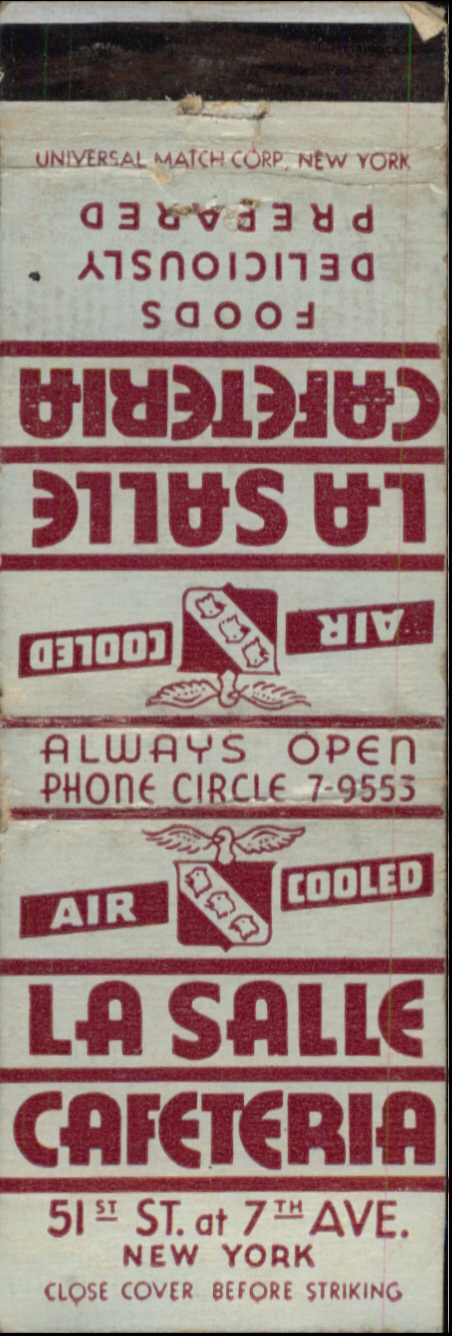 UNIVERSAL MATCH CORP., NEW YORK
FOODS
DELICIOUSLY
PREPARED
CAFETERIA
LA SALLE
AIR COOLED
ALWAYS OPEN
PHONE CIRCLE 7-9553
AIR COOLED
LA SALLE
CAFETERIA
51ST ST. at 7TH AVE.
NEW YORK
CLOSE COVER BEFORE STRIKING